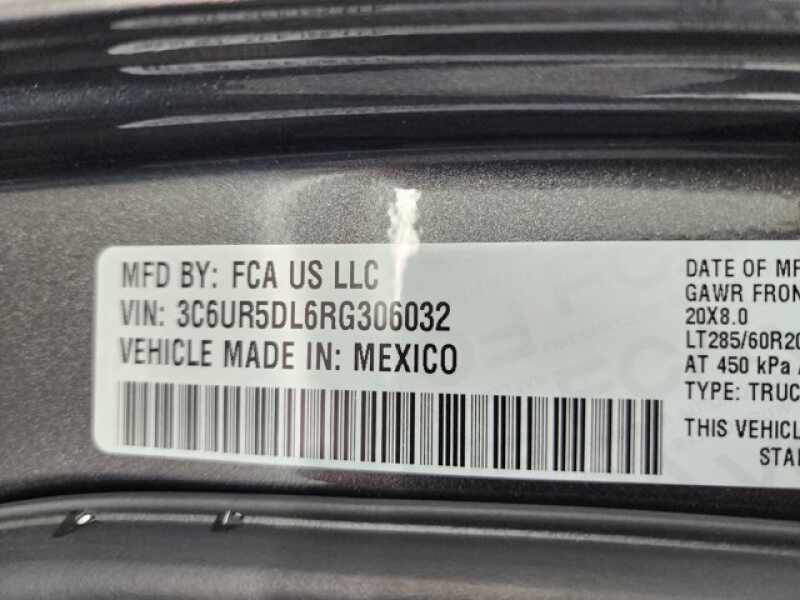 MFD BY: FCA US LLC
VIN: 3C6UR5DL6RG306032
VEHICLE MADE IN: MEXICO
DATE OF MF
GAWR FRON
20X8.0
LT285/60R20
AT 450 kPa
TYPE: TRUC
THIS VEHICL
STA